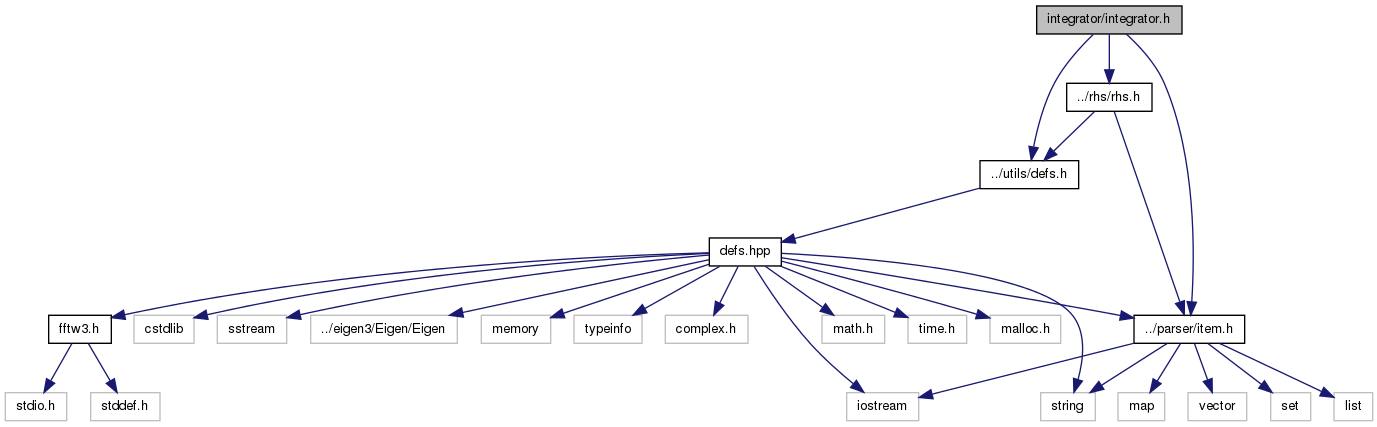 integrator/integrator.h
../rhs/rhs.h
../utils/defs.h
defs.hpp
fftw3.h
cstdlib
sstream
../eigen3/Eigen/Eigen
memory
typeinfo
complex.h
math.h
time.h
malloc.h
../parser/item.h
stdio.h
stddef.h
iostream
string
map
vector
set
list